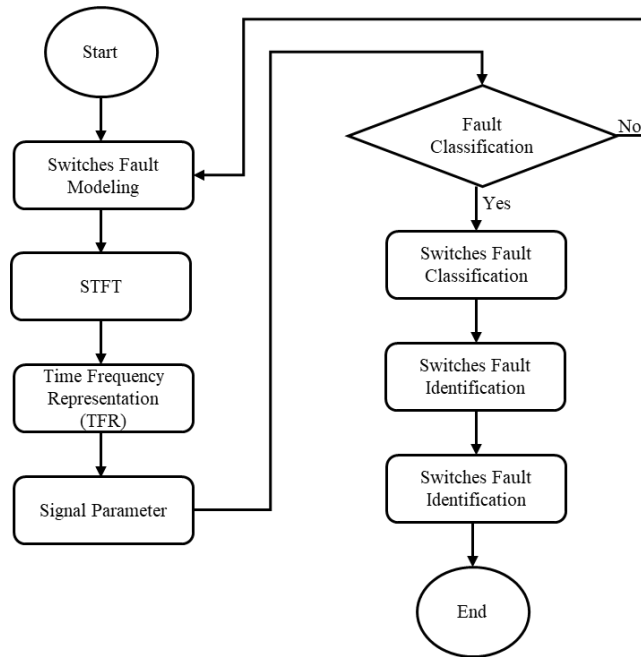 Start
Switches Fault
Modeling
STFT
Time Frequency
Representation
(TFR)
Signal Parameter
Fault
Classification
No
Yes
Switches Fault
Classification
Switches Fault
Identification
Switches Fault
Identification
End